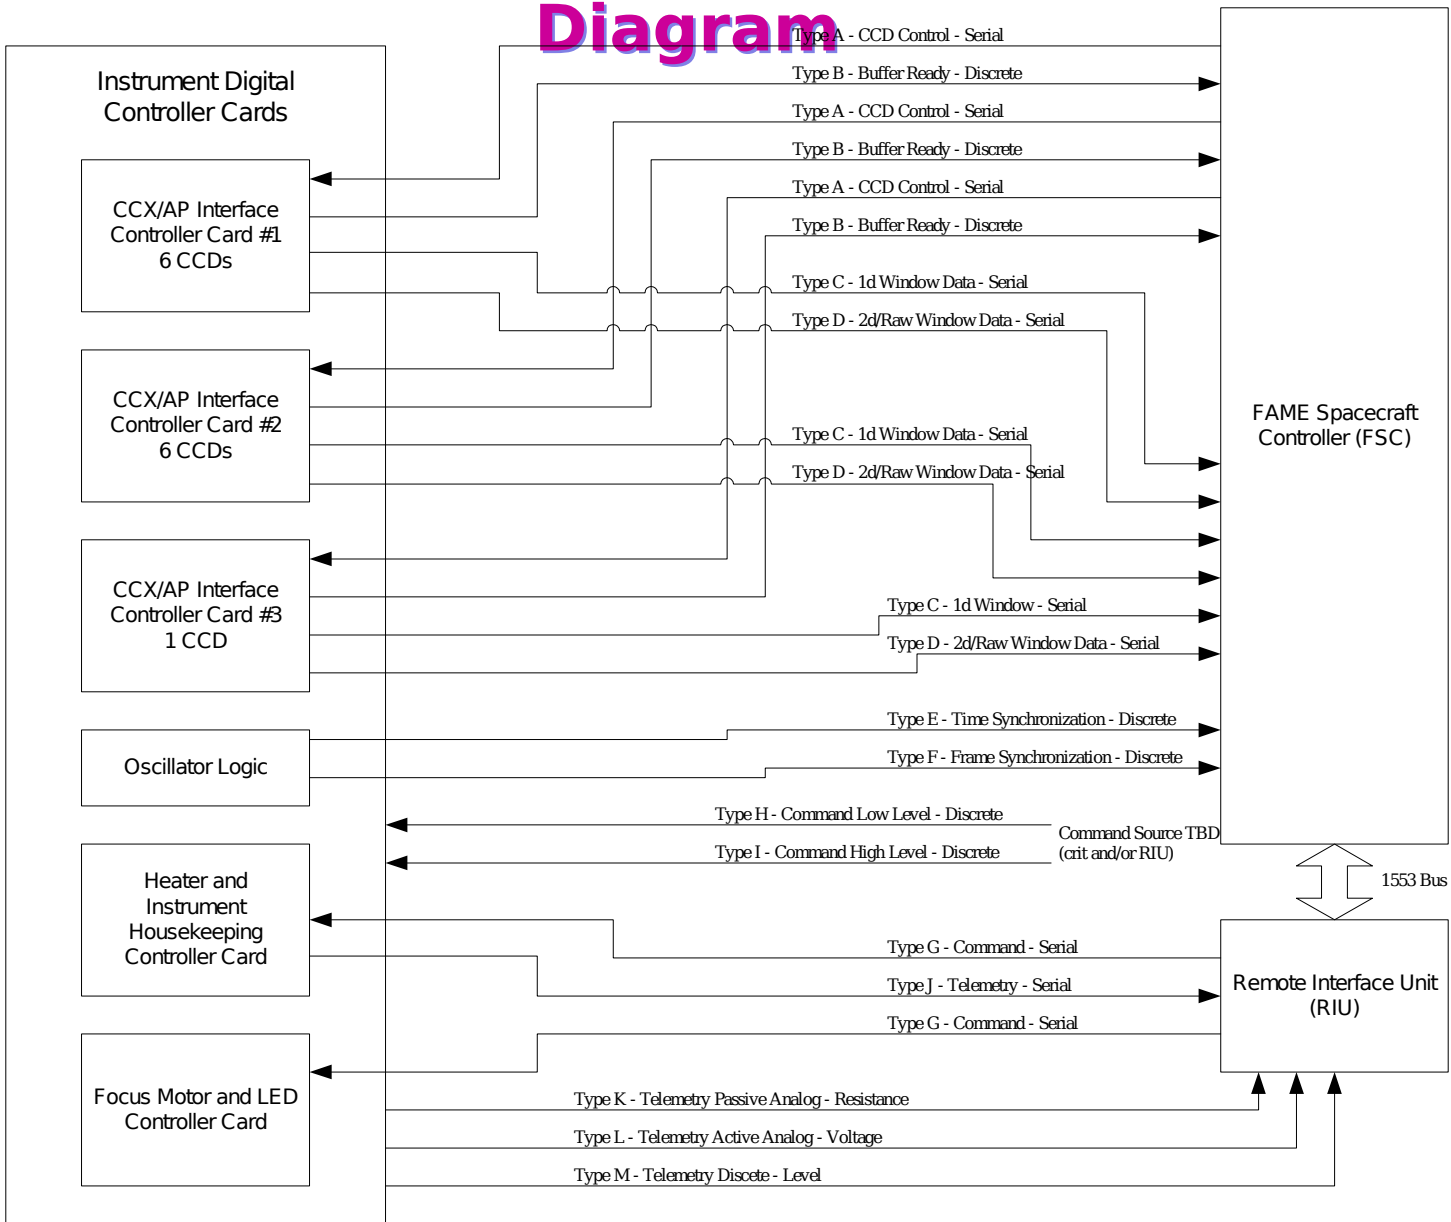 Diagram
Type A - CCD Control - Serial
Type B - Buffer Ready - Discrete
Type A - CCD Control - Serial
Type B - Buffer Ready - Discrete
Type A - CCD Control - Serial
Type B - Buffer Ready - Discrete
Type C - 1d Window Data - Serial
Type D - 2d/Raw Window Data - Serial
Type C - 1d Window Data - Serial
Type D - 2d/Raw Window Data - Serial
Type C - 1d Window - Serial
Type D - 2d/Raw Window Data - Serial
Type E - Time Synchronization - Discrete
Type F - Frame Synchronization - Discrete
Type H - Command Low Level - Discrete
Type I - Command High Level - Discrete
Command Source TBD
(crit and/or RIU)
Type G - Command - Serial
Type J - Telemetry - Serial
Type G - Command - Serial
Type K - Telemetry Passive Analog - Resistance
Type L - Telemetry Active Analog - Voltage
Type M - Telemetry Discete - Level
Instrument Digital
Controller Cards
CCX/AP Interface
Controller Card #1
6 CCDs
CCX/AP Interface
Controller Card #2
6 CCDs
CCX/AP Interface
Controller Card #3
1 CCD
Oscillator Logic
Heater and
Instrument
Housekeeping
Controller Card
Focus Motor and LED
Controller Card
FAME Spacecraft
Controller (FSC)
1553 Bus
Remote Interface Unit
(RIU)